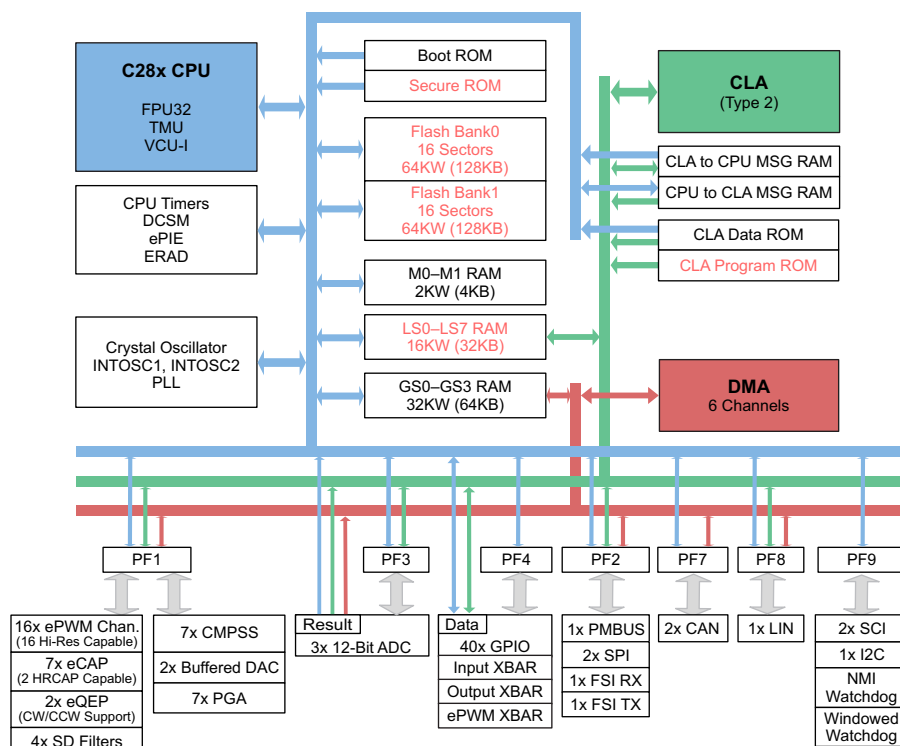 C28x CPU
FPU32
TMU
VCU-I
CPU Timers
DCSM
ePIE
ERAD
Crystal Oscillator
INTOSC1, INTOSC2
PLL
Boot ROM
Secure ROM
Flash Bank0
16 Sectors
64KW (128KB)
Flash Bank1
16 Sectors
64KW (128KB)
M0–M1 RAM
2KW (4KB)
LS0–LS7 RAM
16KW (32KB)
GS0–GS3 RAM
32KW (64KB)
CLA
(Type 2)
CLA to CPU MSG RAM
CPU to CLA MSG RAM
CLA Data ROM
CLA Program ROM
DMA
6 Channels
PF1
PF3
PF4
PF2
PF7
PF8
PF9
16x ePWM Chan.
(16 Hi-Res Capable)
7x eCAP
(2 HRCAP Capable)
2x eQEP
(CW/CCW Support)
4x SD Filters
7x CMPSS
2x Buffered DAC
7x PGA
Result
3x 12-Bit ADC
Data
40x GPIO
Input XBAR
Output XBAR
ePWM XBAR
1x PMBUS
2x SPI
1x FSI RX
1x FSI TX
2x CAN
1x LIN
2x SCI
1x I2C
NMI
Watchdog
Windowed
Watchdog